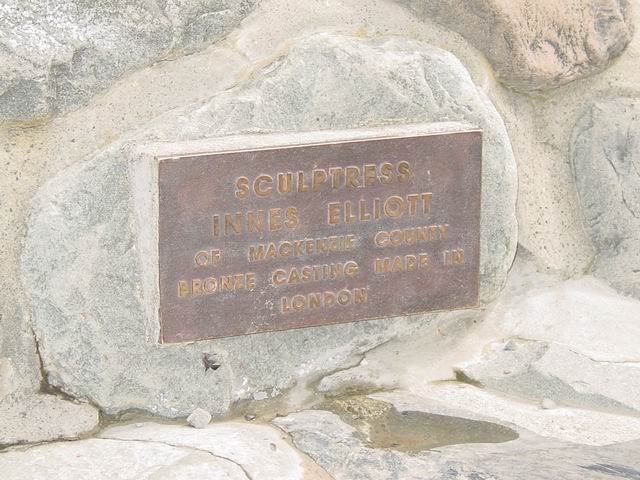 SCULPTRESS
INNES ELLIOTT
OF MACKENZIE COUNTY
BRONZE CASTING MADE IN
LONDON